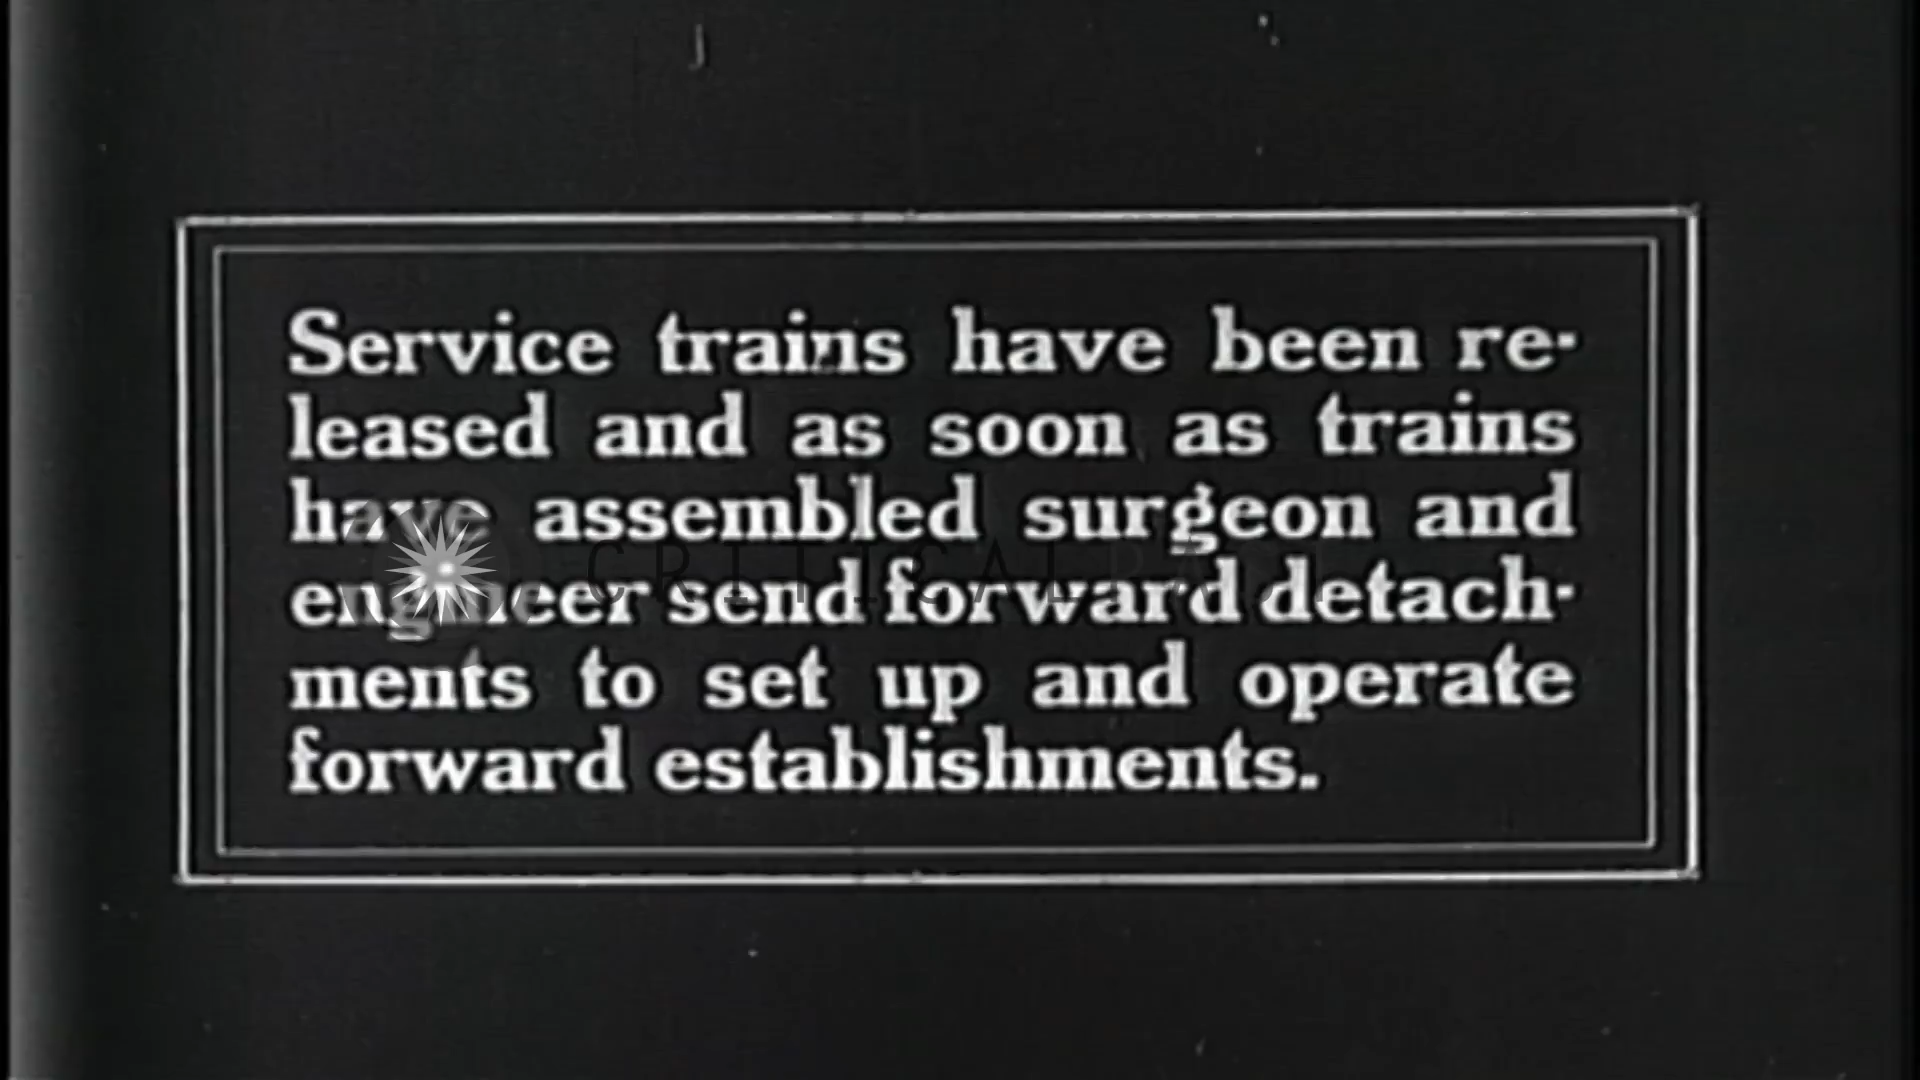 Service trains have been re-
leased and as soon as trains
have assembled surgeon and
engineer send forward detach-
ments to set up and operate
forward establishments.
CRITICALPAST